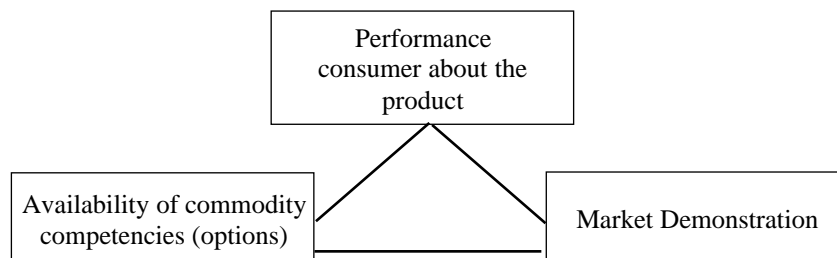 Performance
consumer about the
product
Availability of commodity
competencies (options)
Market Demonstration